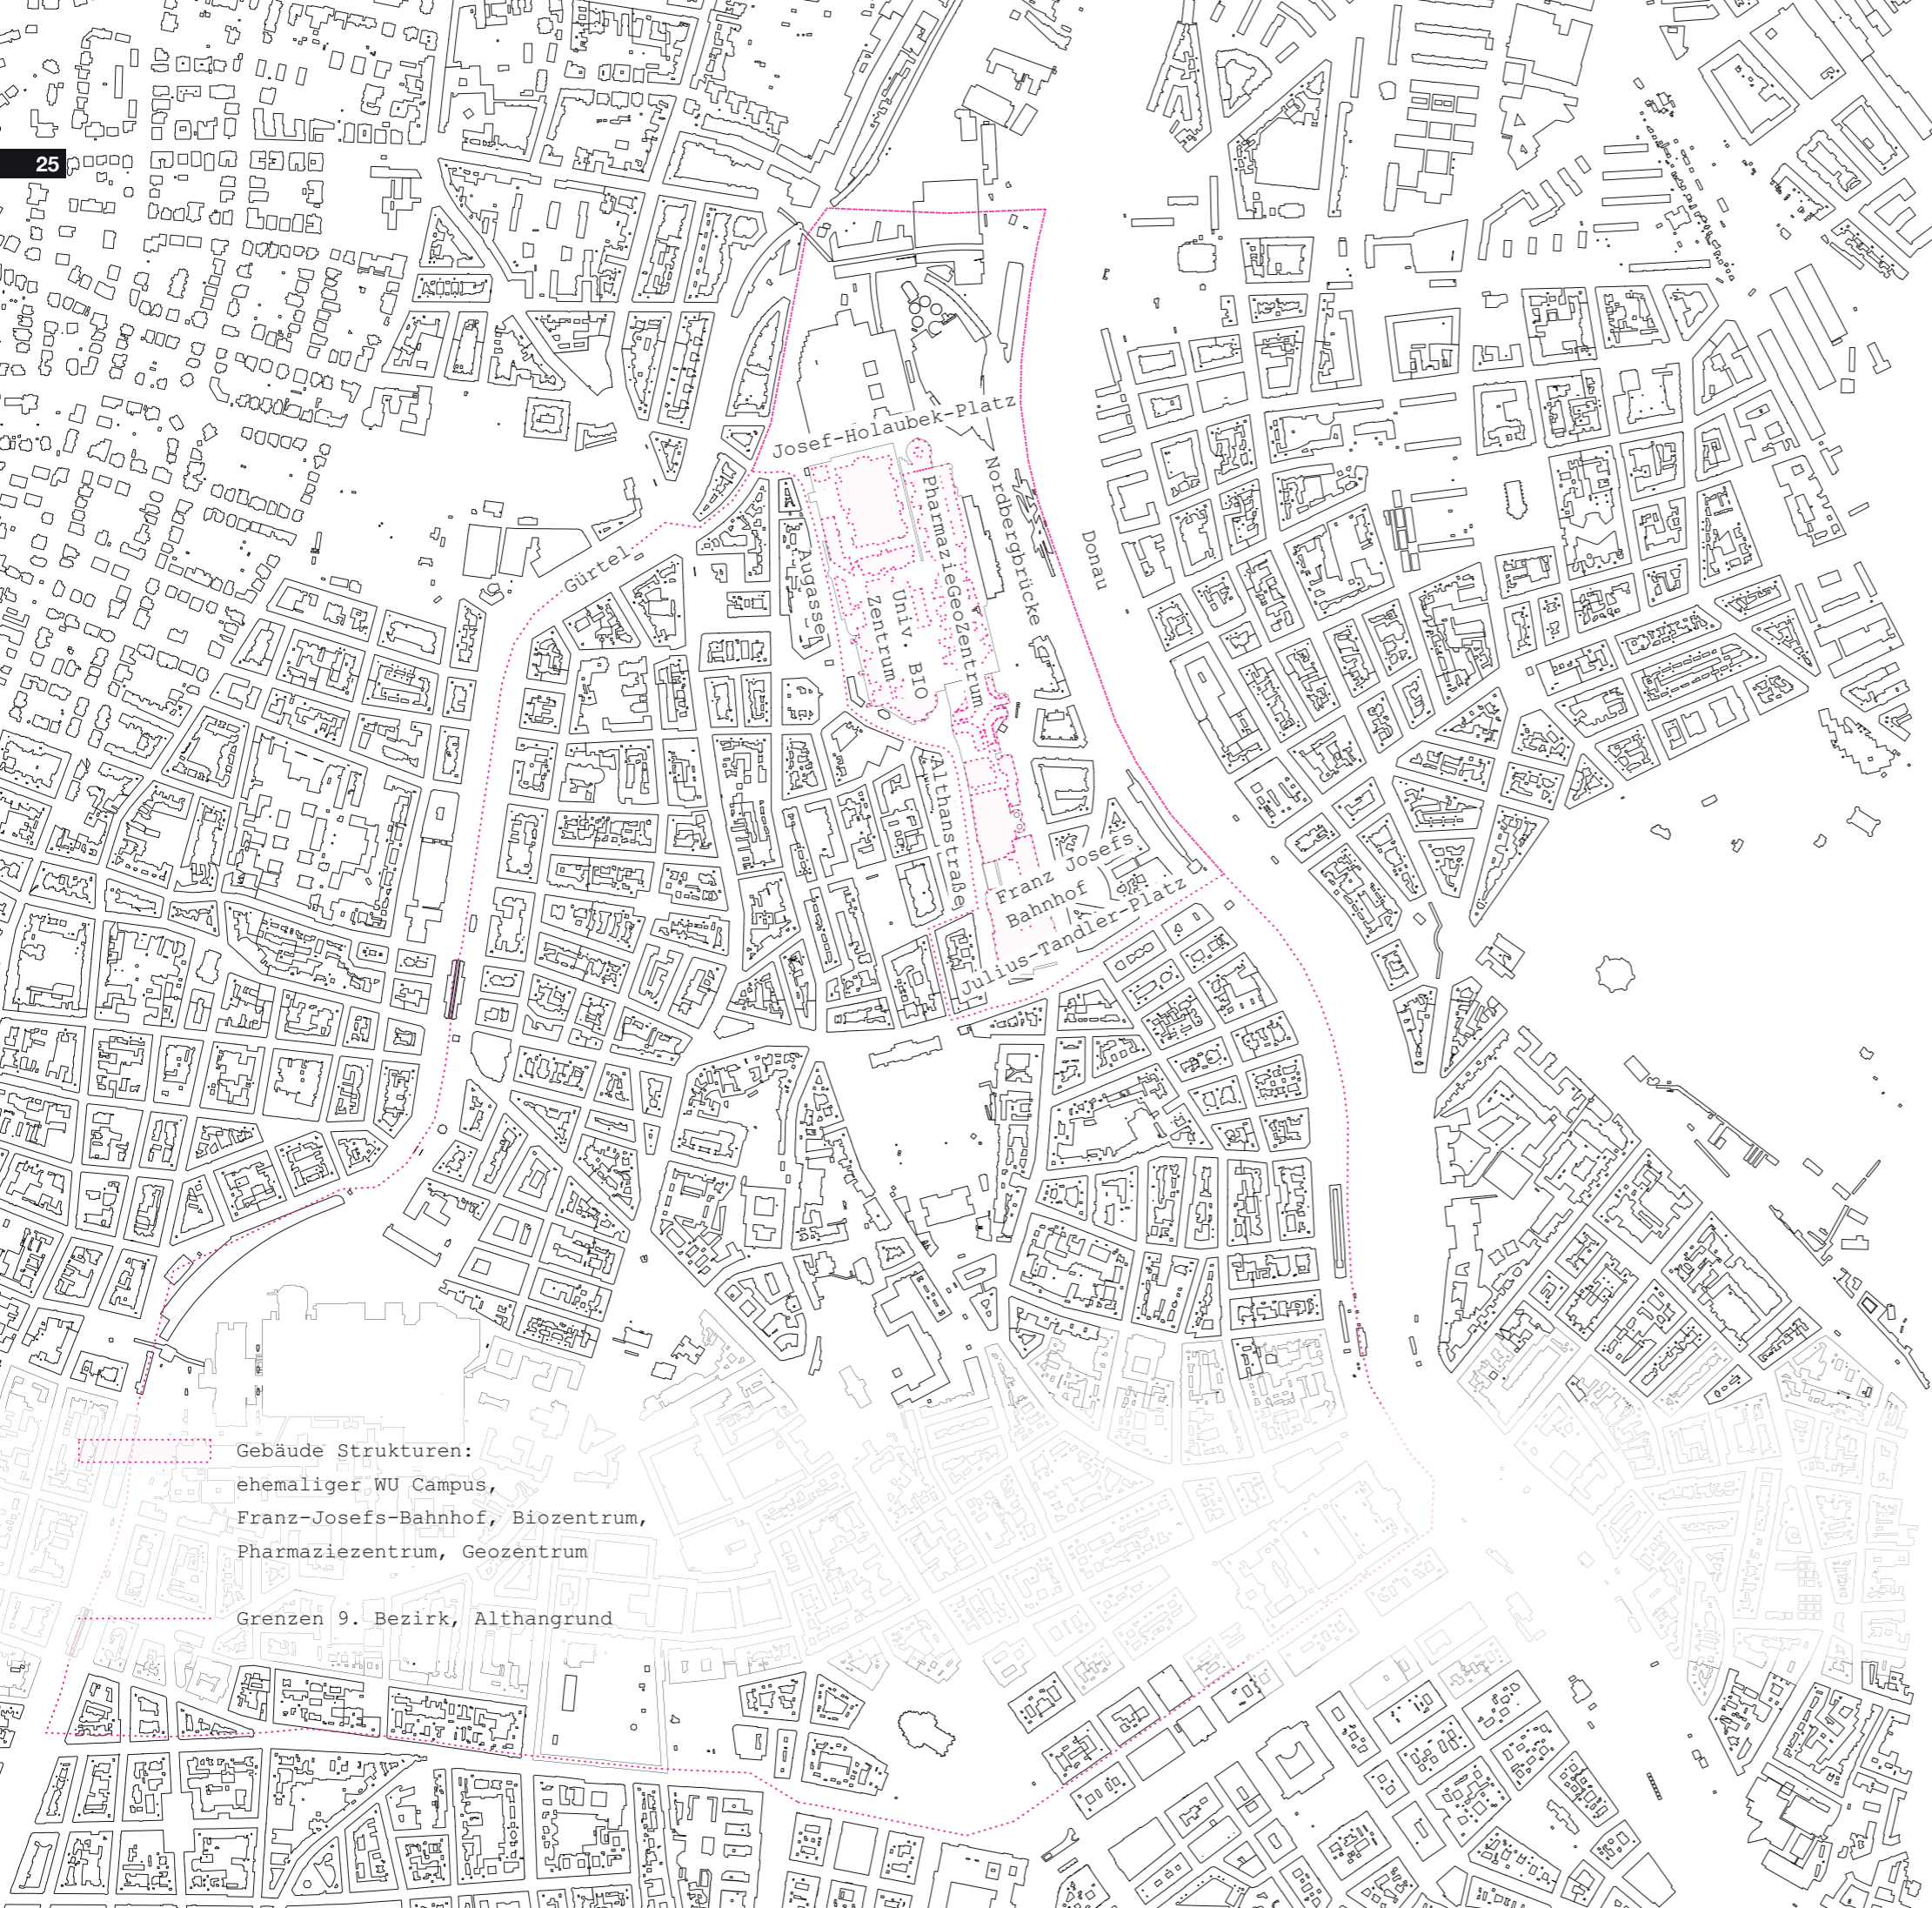 25
Josef-Holaubek-Platz
Nordbergbrücke
PharmazieGeoZentrum
Donau
Gürtel
Augasse
Univ. BIO
Zentrum
Althanstraße
Franz Josefs
Bahnhof
Julius-Tandler-Platz
Gebäude Strukturen:
ehemaliger WU Campus,
Franz-Josefs-Bahnhof, Biozentrum,
Pharmaziezentrum, Geozentrum
Grenzen 9. Bezirk, Althangrund